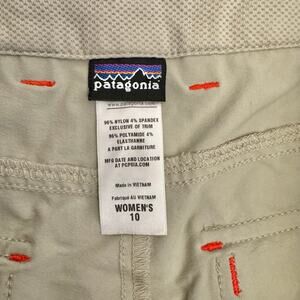 patagonia
www.patagonia.com
96% NYLON 4% SPANDEX
EXCLUSIVE OF TRIM
96% POLYAMIDE 4%
ELASTHANNE
A PART LA GARNITURE
MFG DATE AND LOCATION
AT PCPSIA.COM
Made in VIETNAM
Fabriqué AU VIETNAM
WOMEN'S
10